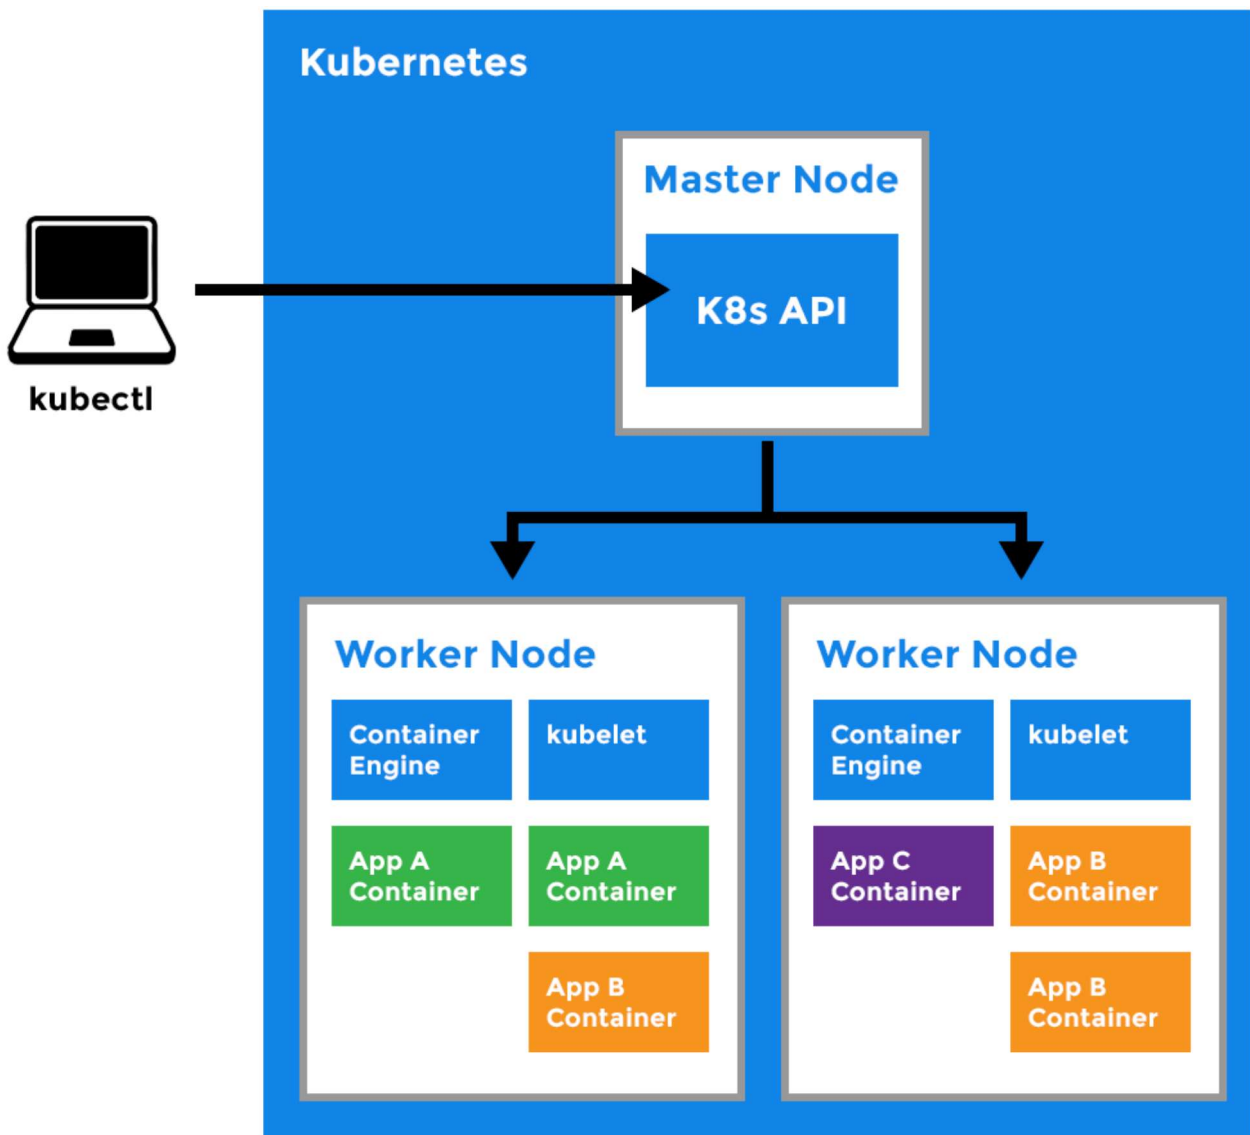 Kubernetes
Master Node
K8s API
kubectl
Worker Node
Container
Engine
kubelet
App A
Container
App A
Container
App B
Container
Worker Node
Container
Engine
kubelet
App C
Container
App B
Container
App B
Container